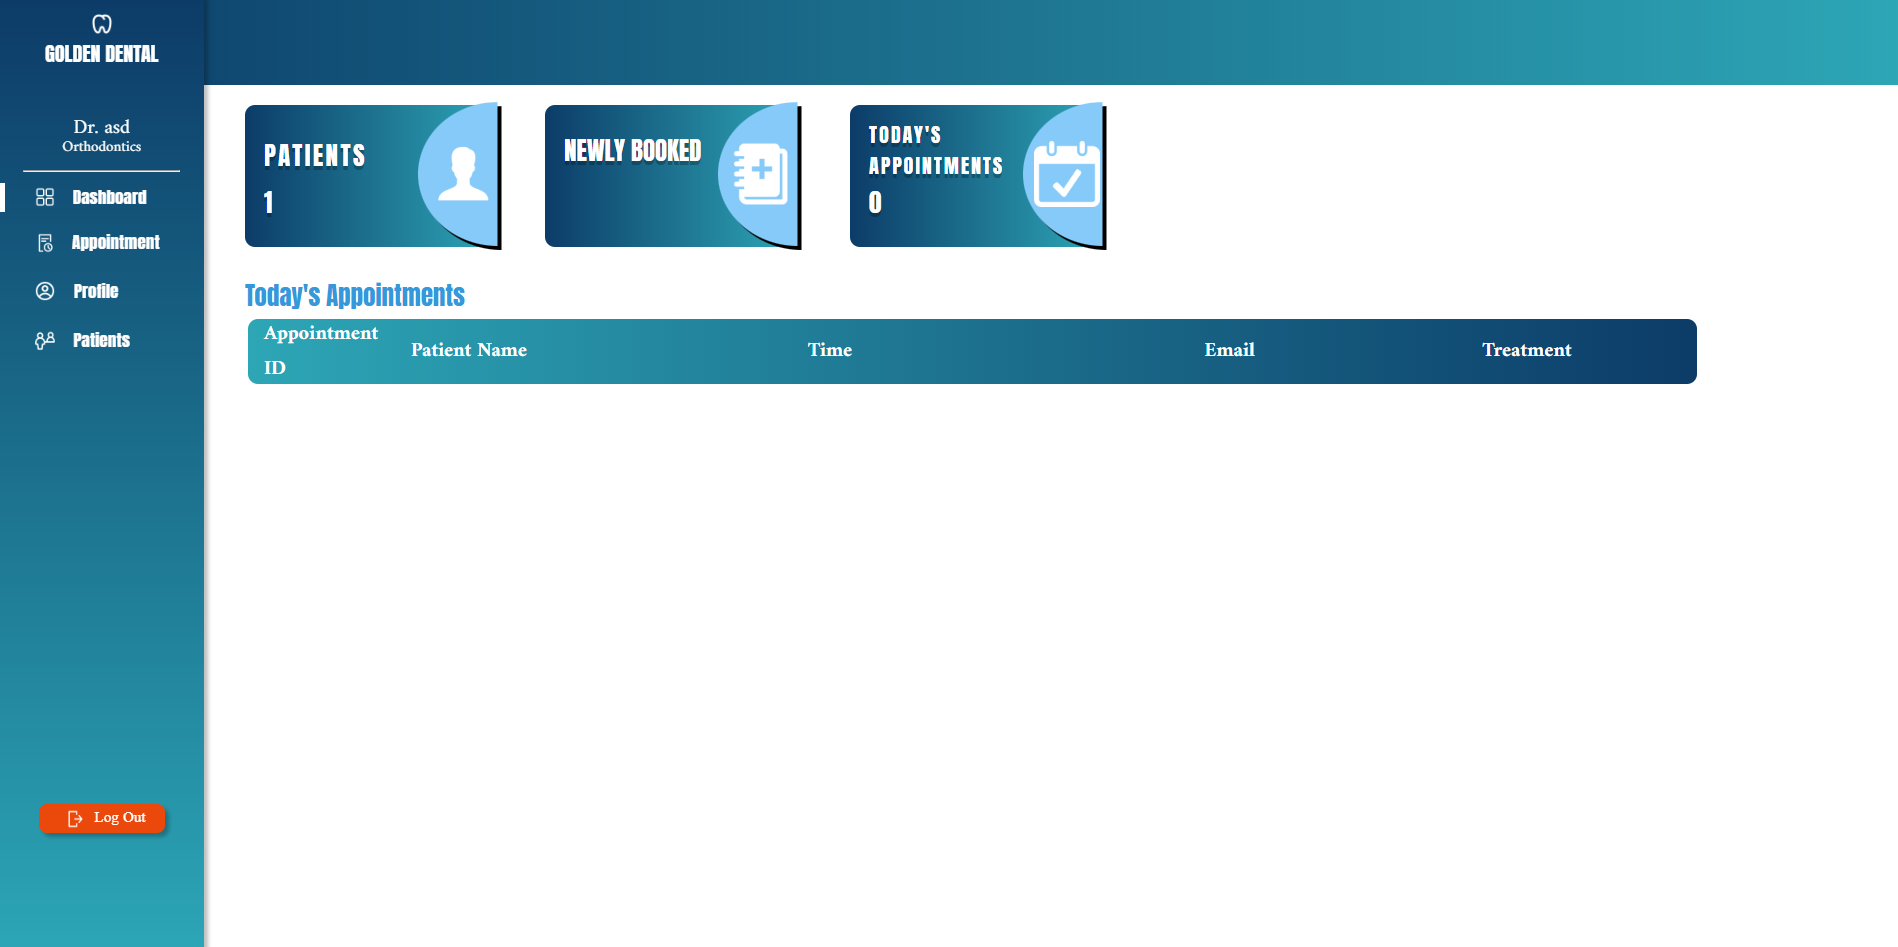 GOLDEN DENTAL
Dr. asd
Orthodontics
Dashboard
Appointment
Profile
Patients
Log Out
PATIENTS
1
NEWLY BOOKED
TODAY'S
APPOINTMENTS
0
Today's Appointments
Appointment
ID
Patient Name
Time
Email
Treatment